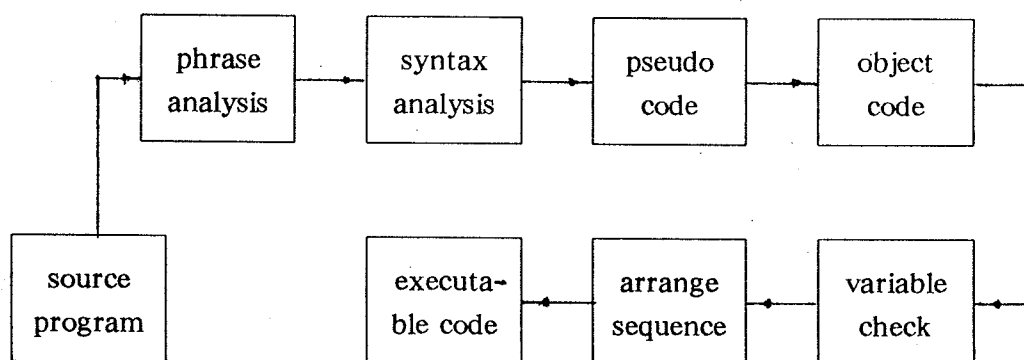 phrase
analysis
syntax
analysis
pseudo
code
object
code
source
program
executa-
ble code
arrange
sequence
variable
check